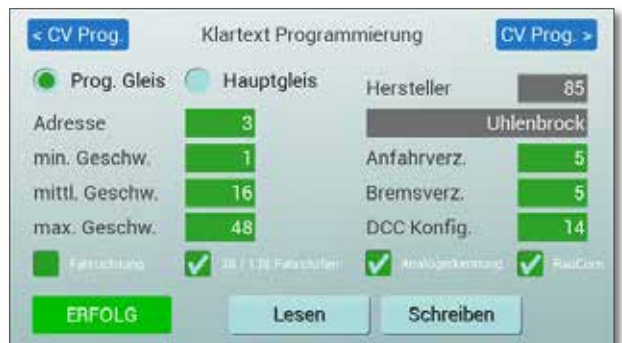 < CV Prog. Klartext Programmierung CV Prog. >
Prog. Gleis Hauptgleis Hersteller 85
Adresse 3 Uhlenbrock
min. Geschw. 1 Anfahrverz. 5
mittl. Geschw. 16 Bremsverz. 5
max. Geschw. 48 DCC Konfig. 14
Fahrrichtung 28 / 128 Fahrstufen Analogerkennung RailCom
ERFOLG Lesen Schreiben